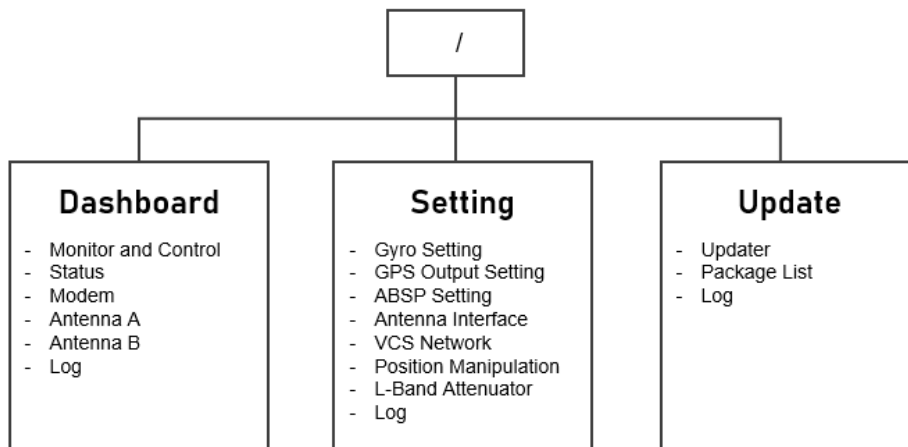 /
Dashboard
- Monitor and Control
- Status
- Modem
- Antenna A
- Antenna B
- Log
Setting
- Gyro Setting
- GPS Output Setting
- ABSP Setting
- Antenna Interface
- VCS Network
- Position Manipulation
- L-Band Attenuator
- Log
Update
- Updater
- Package List
- Log